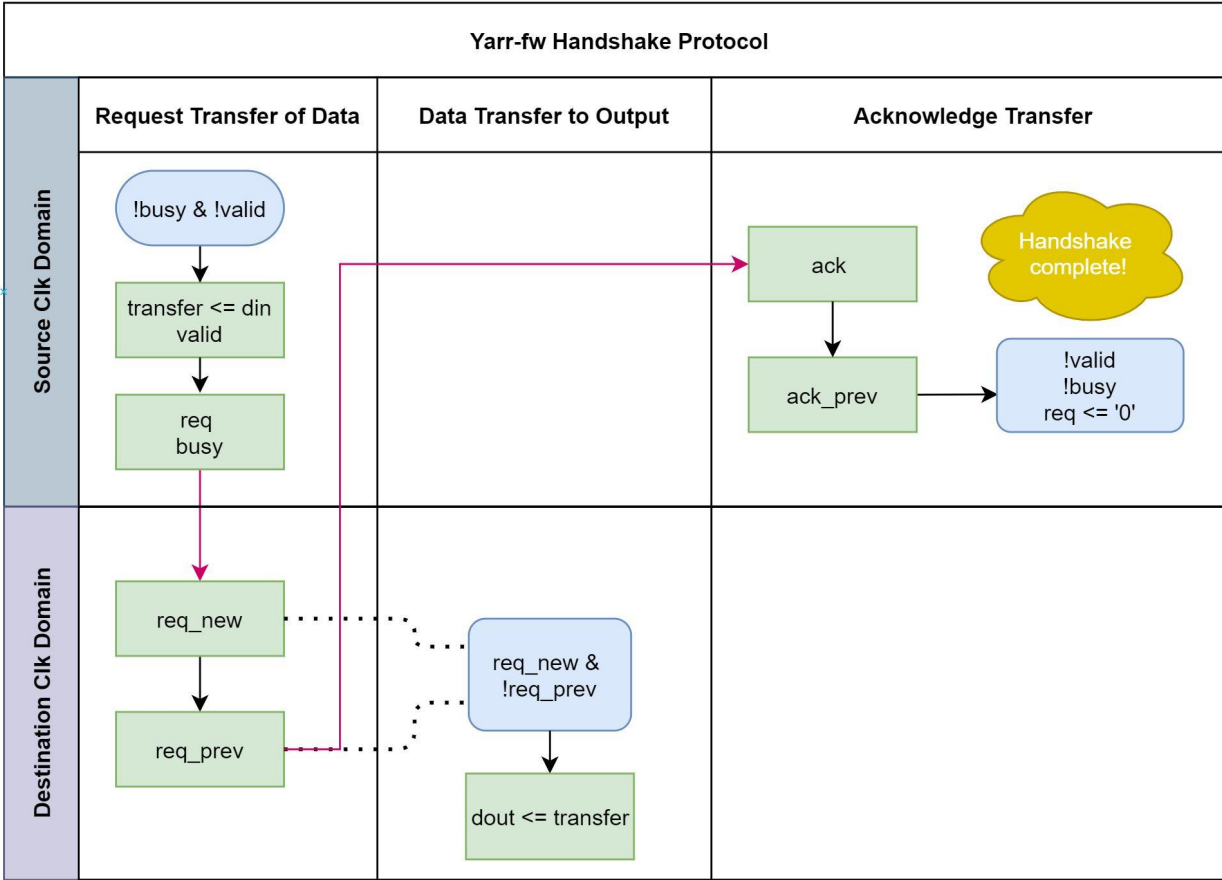 Yarr-fw Handshake Protocol
Request Transfer of Data
Data Transfer to Output
Acknowledge Transfer
Source Clk Domain
!busy & !valid
transfer <= din
valid
req
busy
ack
ack_prev
Handshake
complete!
!valid
!busy
req <= '0'
Destination Clk Domain
req_new
req_prev
req_new &
!req_prev
dout <= transfer